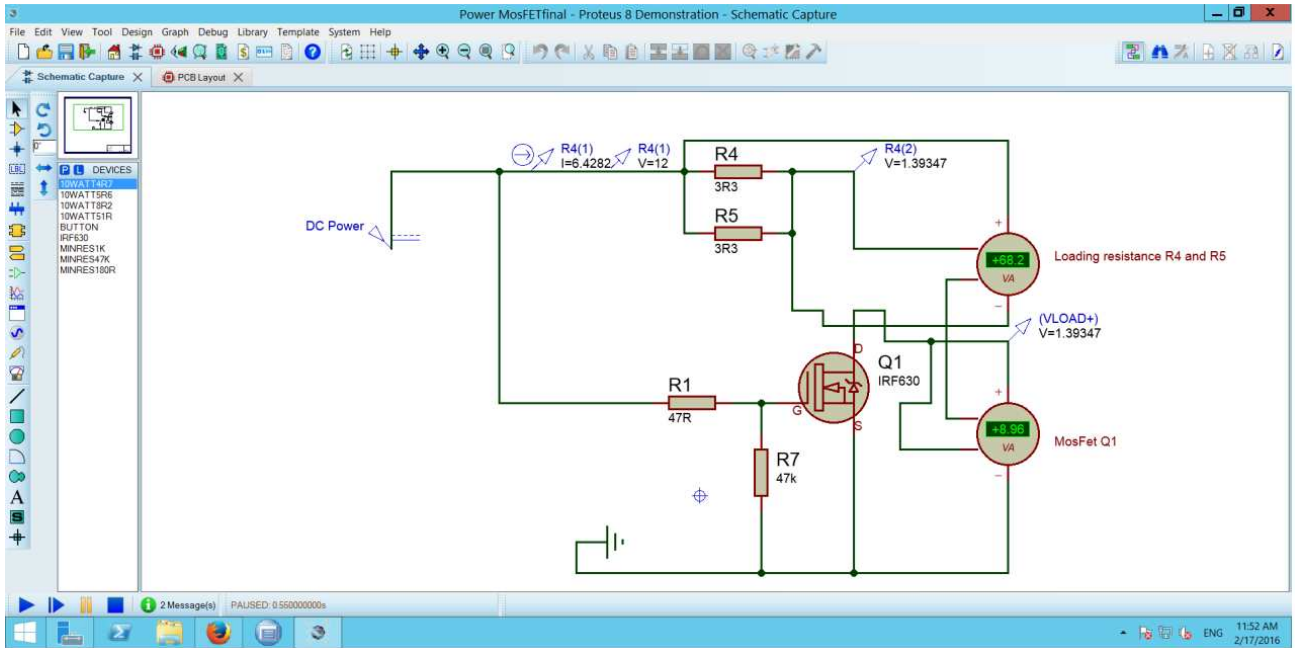 Power MosFETfinal - Proteus 8 Demonstration - Schematic Capture
File Edit View Tool Design Graph Debug Library Template System Help
Schematic Capture
PCB Layout
0°
P L DEVICES
10WATT4R7
10WATT5R6
10WATT8R2
10WATT51R
BUTTON
IRF630
MINRES1K
MINRES47K
MINRES180R
R4(1)
I=6.4282
R4(1)
V=12
R4
3R3
R4(2)
V=1.39347
DC Power
R5
3R3
+
+68.2
VA
-
Loading resistance R4 and R5
(VLOAD+)
V=1.39347
D
Q1
IRF630
G
S
R1
47R
+
+8.96
VA
-
MosFet Q1
R7
47k
2 Message(s)
PAUSED: 0.550000000s
ENG
11:52 AM
2/17/2016